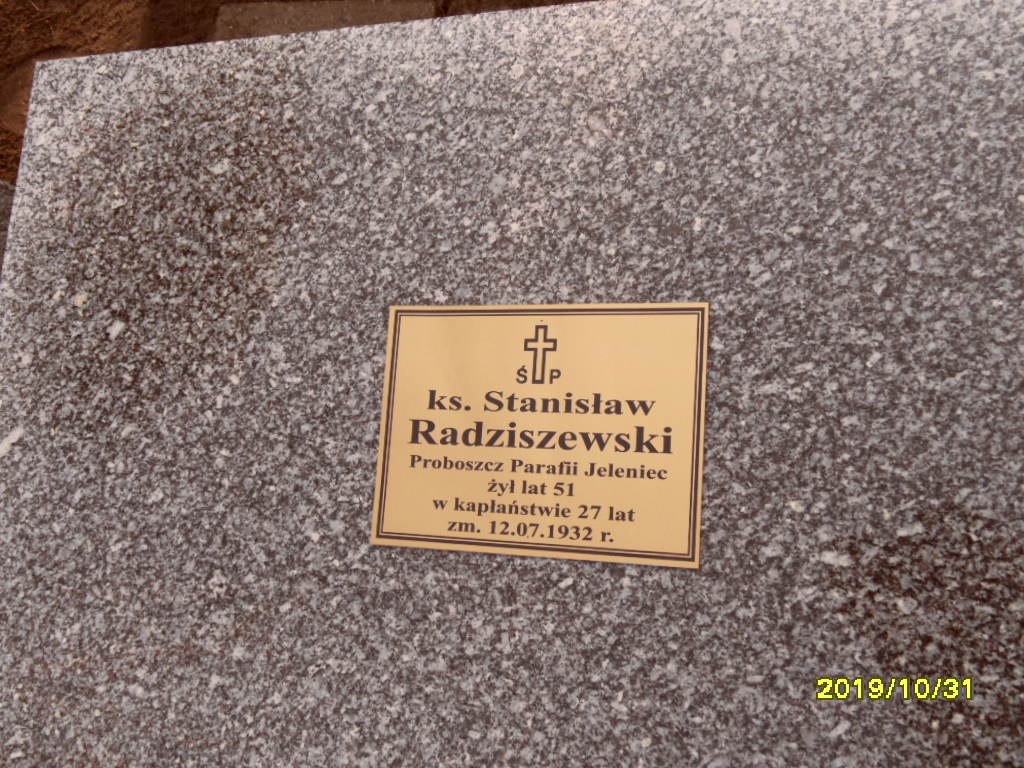 Ś P
ks. Stanisław
Radziszewski
Proboszcz Parafii Jeleniec
żył lat 51
w kapłaństwie 27 lat
zm. 12.07.1932 r.
2019/10/31